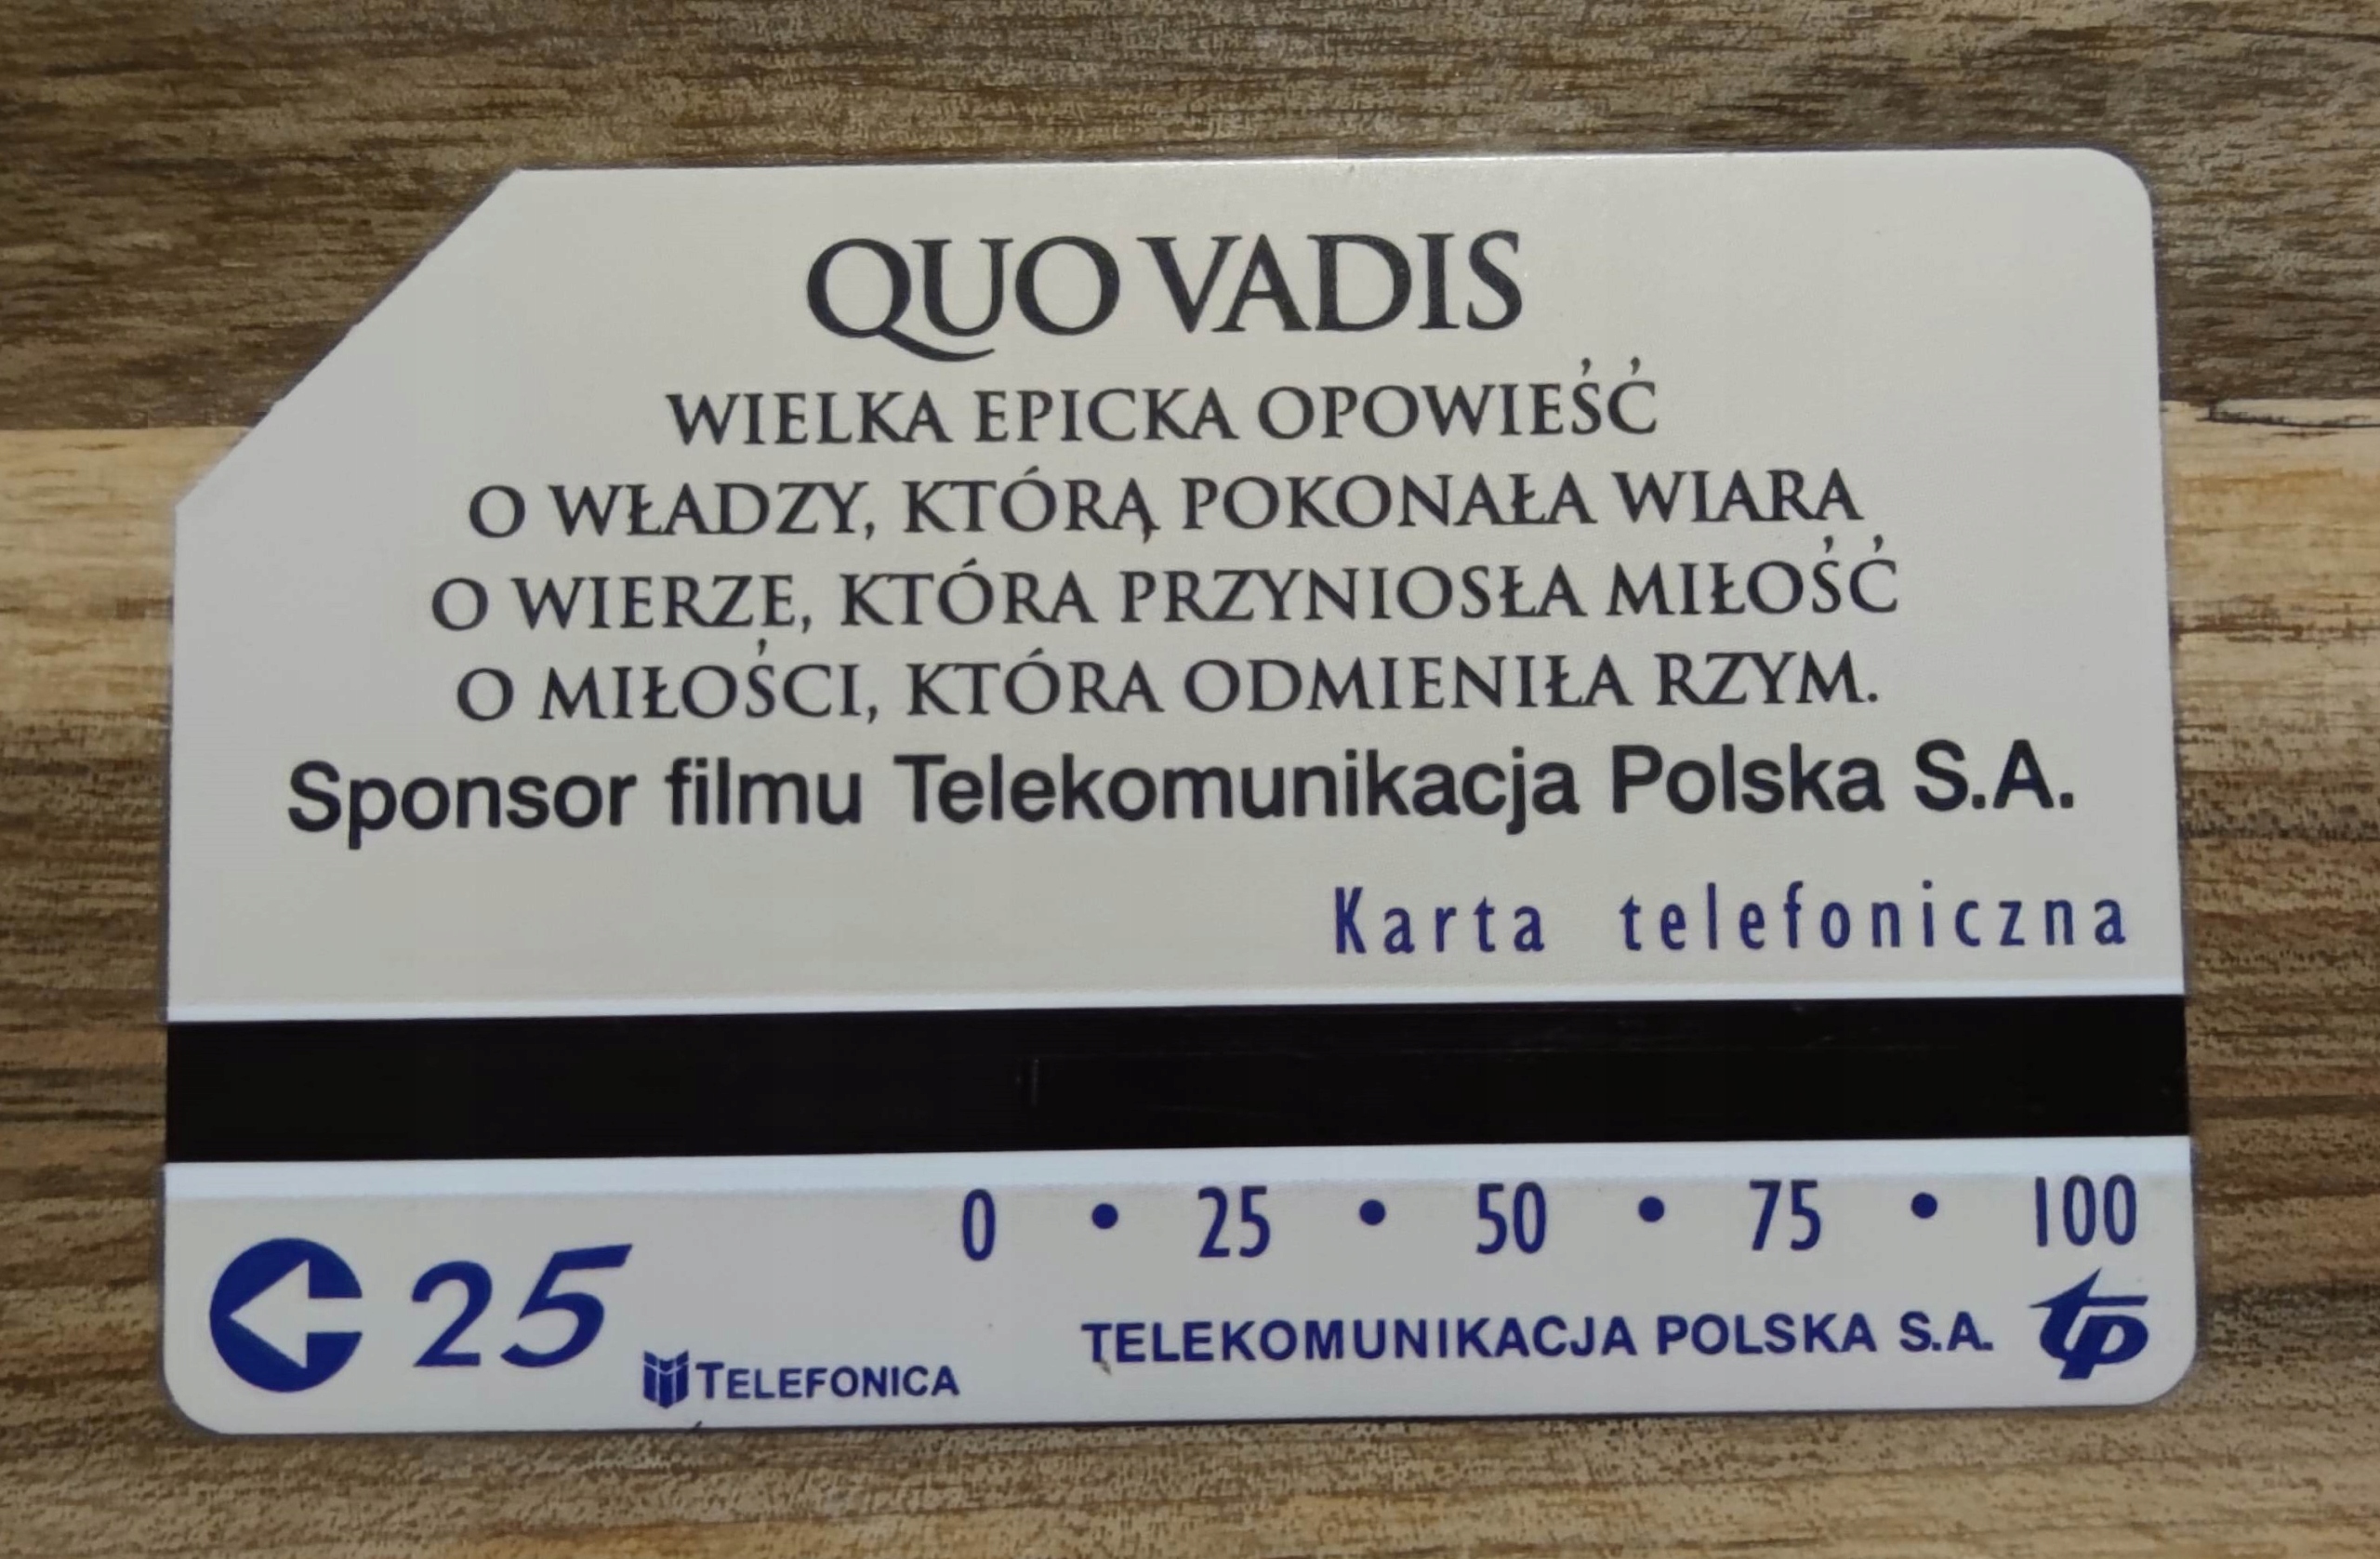 QUO VADIS
WIELKA EPICKA OPOWIEŚĆ
O WŁADZY, KTÓRĄ POKONAŁA WIARA
O WIERZE, KTÓRA PRZYNIOSŁA MIŁOŚĆ
O MIŁOŚCI, KTÓRA ODMIENIŁA RZYM.
Sponsor filmu Telekomunikacja Polska S.A.
Karta telefoniczna
0 • 25 • 50 • 75 • 100
25
TELEFONICA
TELEKOMUNIKACJA POLSKA S.A.
tp